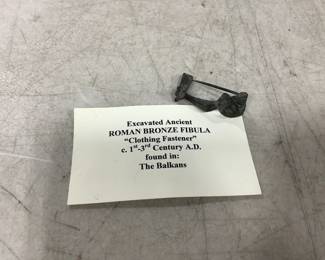 Excavated Ancient
ROMAN BRONZE FIBULA
"Clothing Fastener"
c. 1st-3rd Century A.D.
found in:
The Balkans